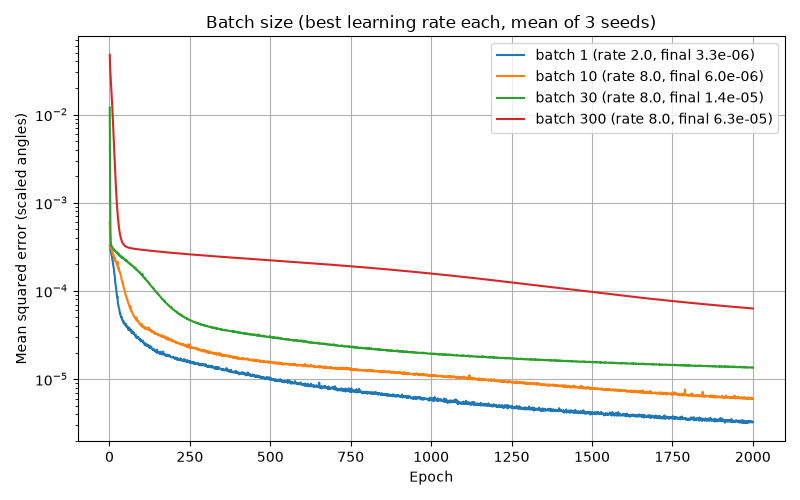 Batch size (best learning rate each, mean of 3 seeds)
batch 1 (rate 2.0, final 3.3e-06)
batch 10 (rate 8.0, final 6.0e-06)
batch 30 (rate 8.0, final 1.4e-05)
batch 300 (rate 8.0, final 6.3e-05)
Mean squared error (scaled angles)
10⁻²
10⁻³
10⁻⁴
10⁻⁵
0 250 500 750 1000 1250 1500 1750 2000
Epoch